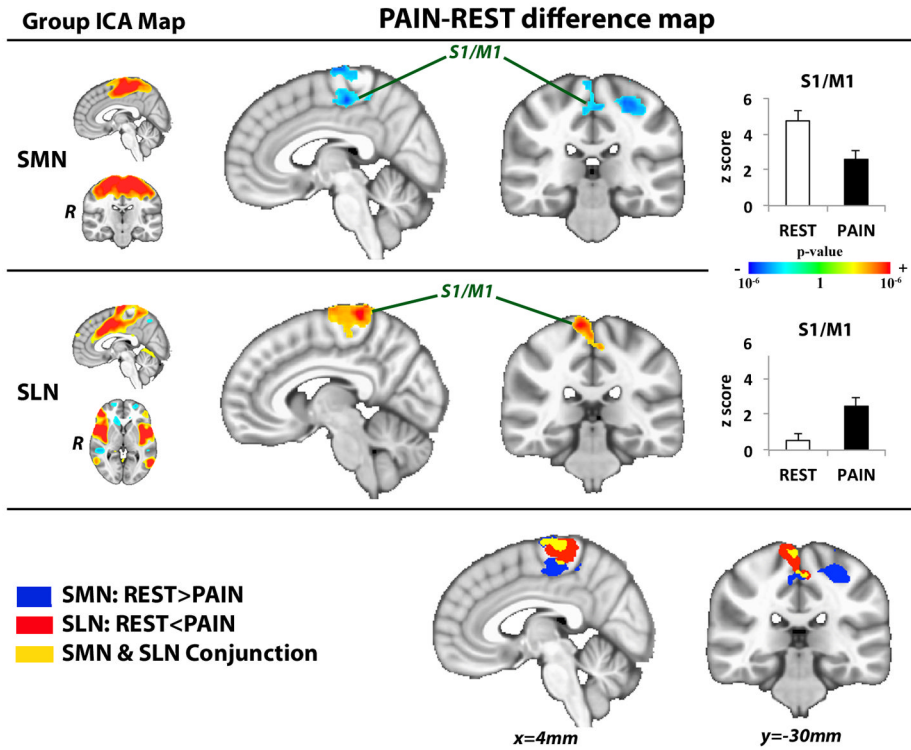 Group ICA Map
PAIN-REST difference map
SMN
R
S1/M1
S1/M1
6
4
2
0
z score
REST PAIN
p-value
- +
10-6 1 10-6
SLN
R
S1/M1
S1/M1
6
4
2
0
z score
REST PAIN
SMN: REST>PAIN
SLN: REST<PAIN
SMN & SLN Conjunction
x=4mm
y=-30mm